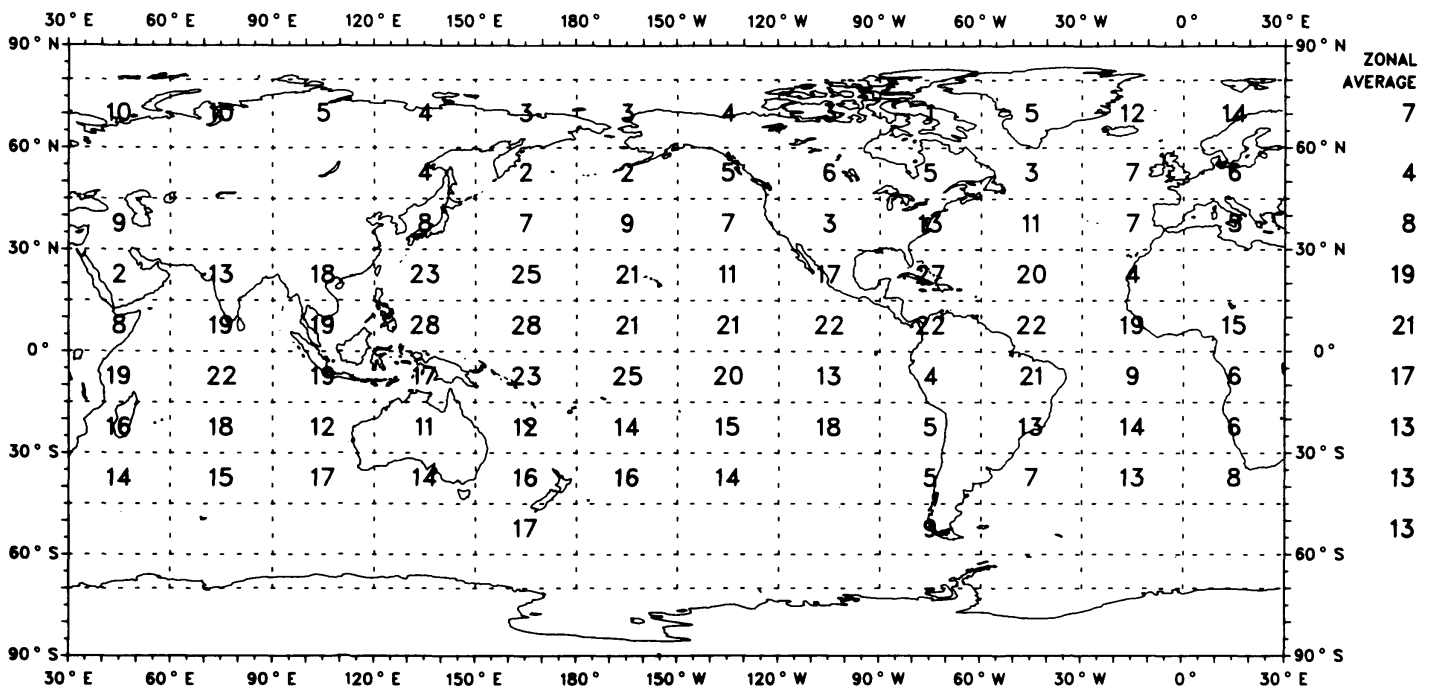 30° E 60° E 90° E 120° E 150° E 180° 150° W 120° W 90° W 60° W 30° W 0° 30° E
90° N 90° N
ZONAL
AVERAGE
10 10 5 4 3 3 4 3 1 5 12 14 7
60° N 60° N
4 2 2 5 6 5 3 7 6 4
9 8 7 9 7 3 13 11 7 9 8
30° N 30° N
2 13 18 23 25 21 11 17 27 20 4 19
8 19 19 28 28 21 21 22 22 22 19 15 21
0° 0°
19 22 19 17 23 25 20 13 4 21 9 6 17
16 18 12 11 12 14 15 18 5 13 14 6 13
30° S 30° S
14 15 17 14 16 16 14 5 7 13 8 13
17 9 13
60° S 60° S
90° S 90° S
30° E 60° E 90° E 120° E 150° E 180° 150° W 120° W 90° W 60° W 30° W 0° 30° E